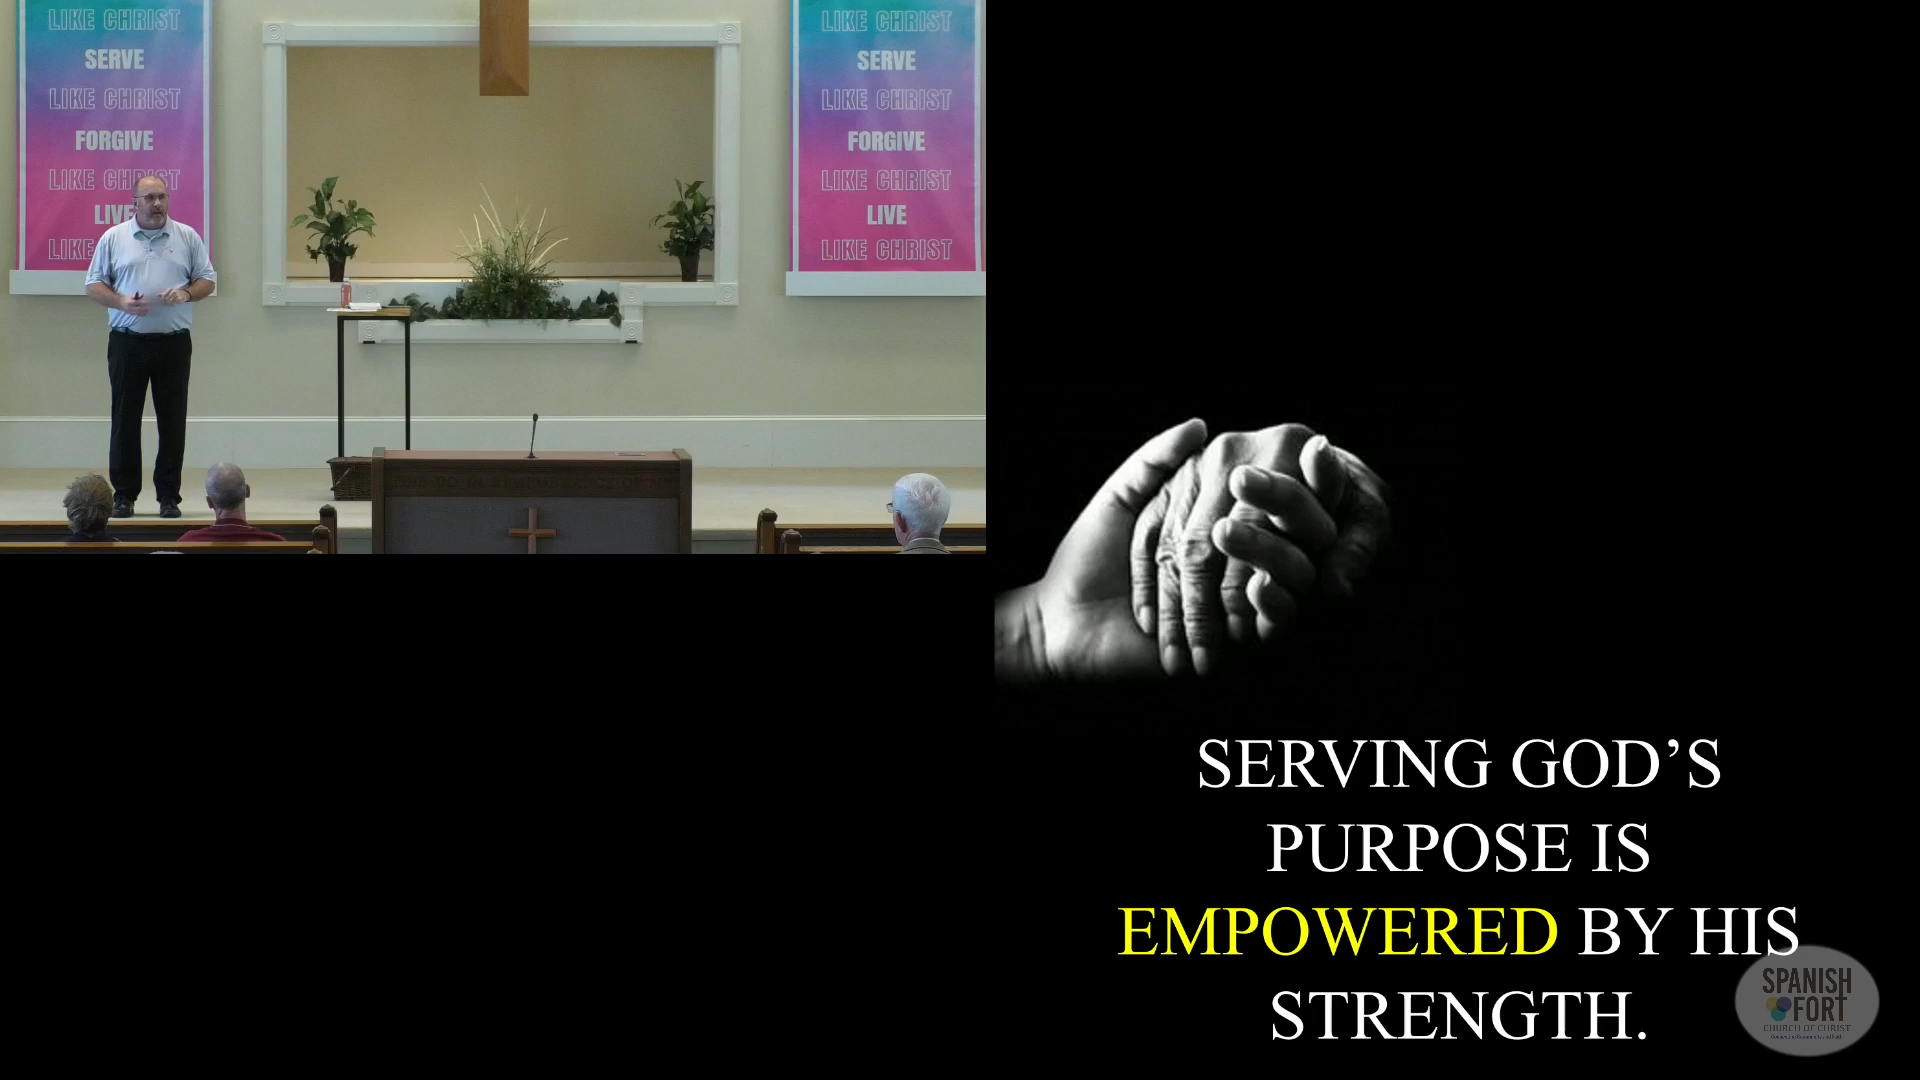 LIKE CHRIST
SERVE
LIKE CHRIST
FORGIVE
LIKE CHRIST
LIVE
LIKE
LIKE CHRIST
SERVE
LIKE CHRIST
FORGIVE
LIKE CHRIST
LIVE
LIKE CHRIST
SERVING GOD’S
PURPOSE IS
EMPOWERED BY HIS
STRENGTH.
SPANISH
FORT
CHURCH OF CHRIST